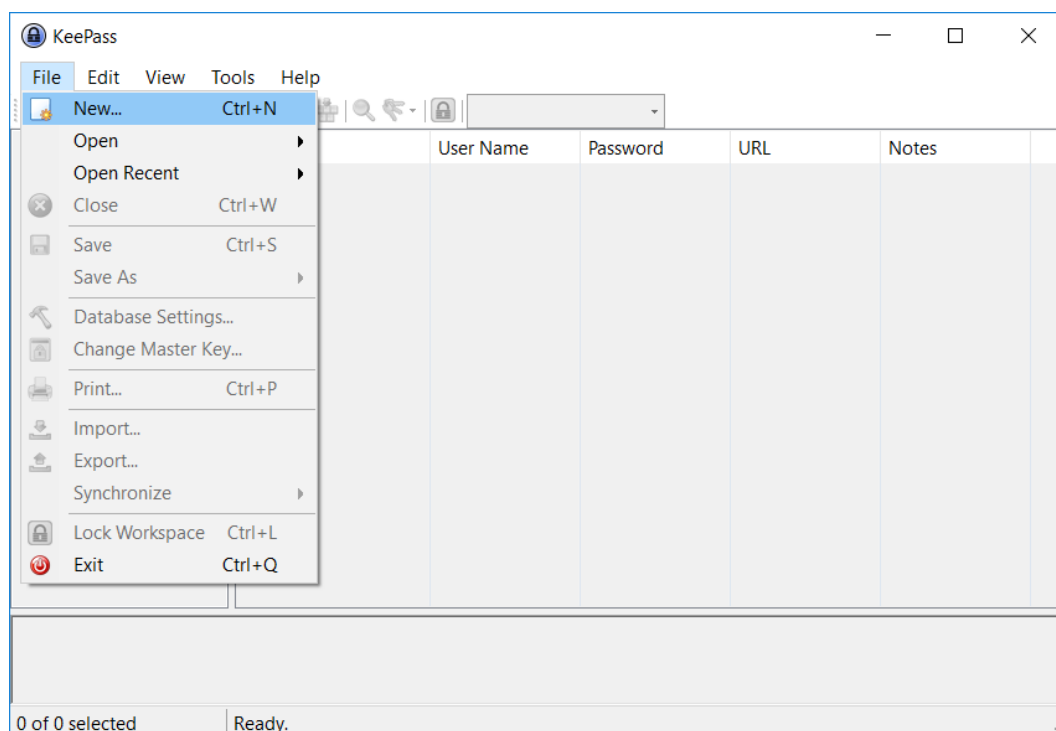 KeePass
File Edit View Tools Help
New... Ctrl+N
Open
User Name Password URL Notes
Open Recent
Close Ctrl+W
Save Ctrl+S
Save As
Database Settings...
Change Master Key...
Print... Ctrl+P
Import...
Export...
Synchronize
Lock Workspace Ctrl+L
Exit Ctrl+Q
0 of 0 selected Ready.